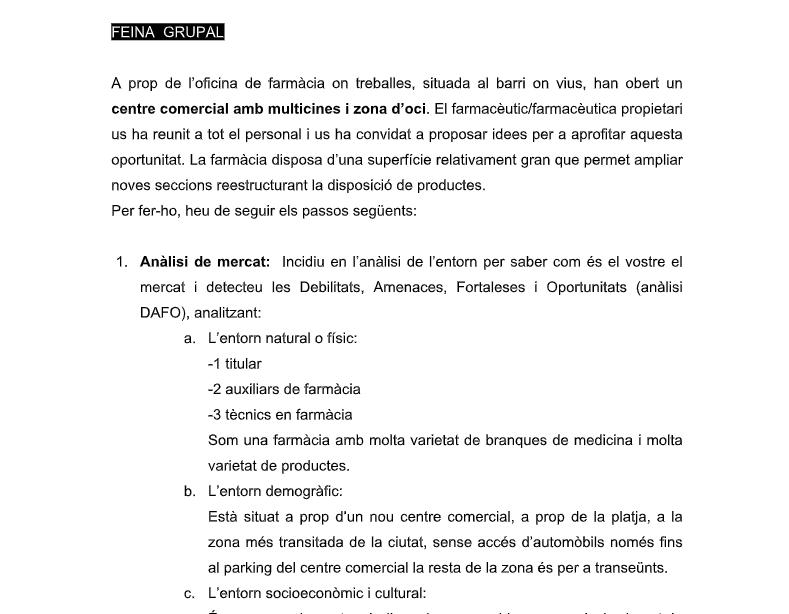 FEINA GRUPAL
A prop de l’oficina de farmàcia on treballes, situada al barri on vius, han obert un
centre comercial amb multicines i zona d’oci. El farmacèutic/farmacèutica propietari
us ha reunit a tot el personal i us ha convidat a proposar idees per a aprofitar aquesta
oportunitat. La farmàcia disposa d’una superfície relativament gran que permet ampliar
noves seccions reestructurant la disposició de productes.
Per fer-ho, heu de seguir els passos següents:
1. Anàlisi de mercat: Incidiu en l’anàlisi de l’entorn per saber com és el vostre el
mercat i detecteu les Debilitats, Amenaces, Fortaleses i Oportunitats (anàlisi
DAFO), analitzant:
a. L’entorn natural o físic:
-1 titular
-2 auxiliars de farmàcia
-3 tècnics en farmàcia
Som una farmàcia amb molta varietat de branques de medicina i molta
varietat de productes.
b. L’entorn demogràfic:
Està situat a prop d'un nou centre comercial, a prop de la platja, a la
zona més transitada de la ciutat, sense accés d’automòbils només fins
al parking del centre comercial la resta de la zona és per a transeünts.
c. L’entorn socioeconòmic i cultural: